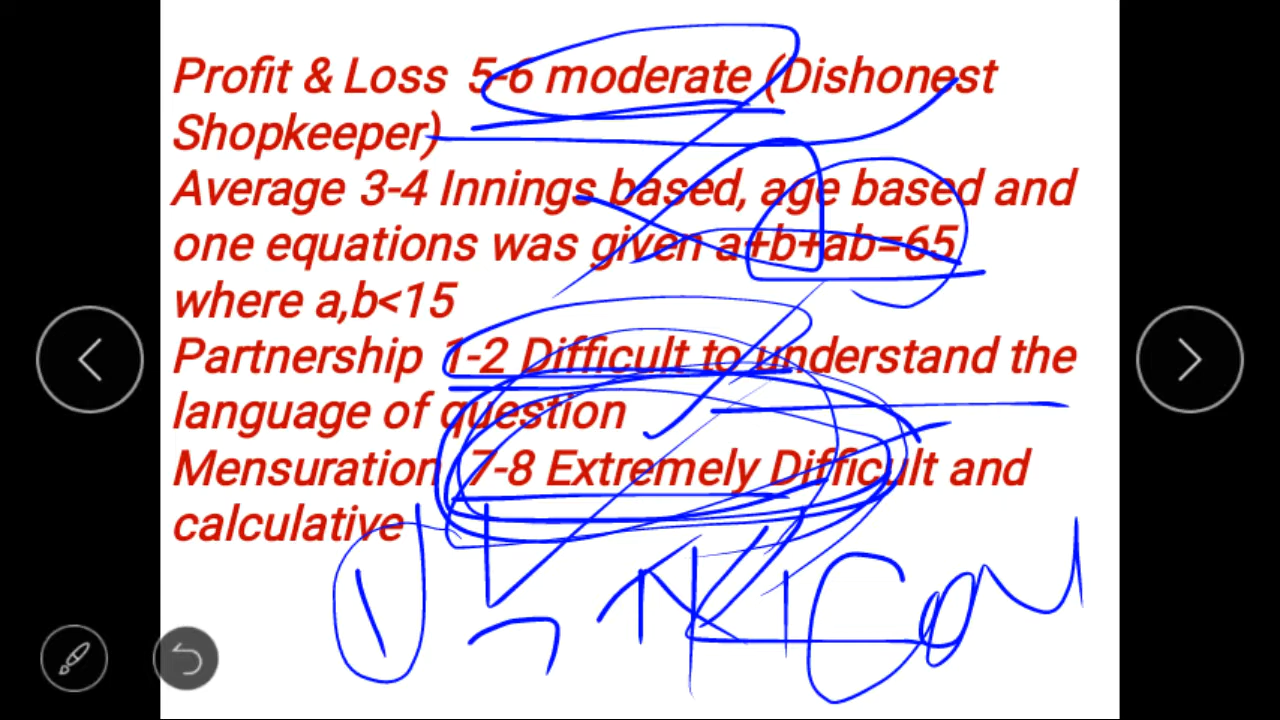 Profit & Loss 5-6 moderate (Dishonest
Shopkeeper)
Average 3-4 Innings based, age based and
one equations was given a+b+ab=65
where a,b<15
Partnership 1-2 Difficult to understand the
language of question
Mensuration 7-8 Extremely Difficult and
calculative